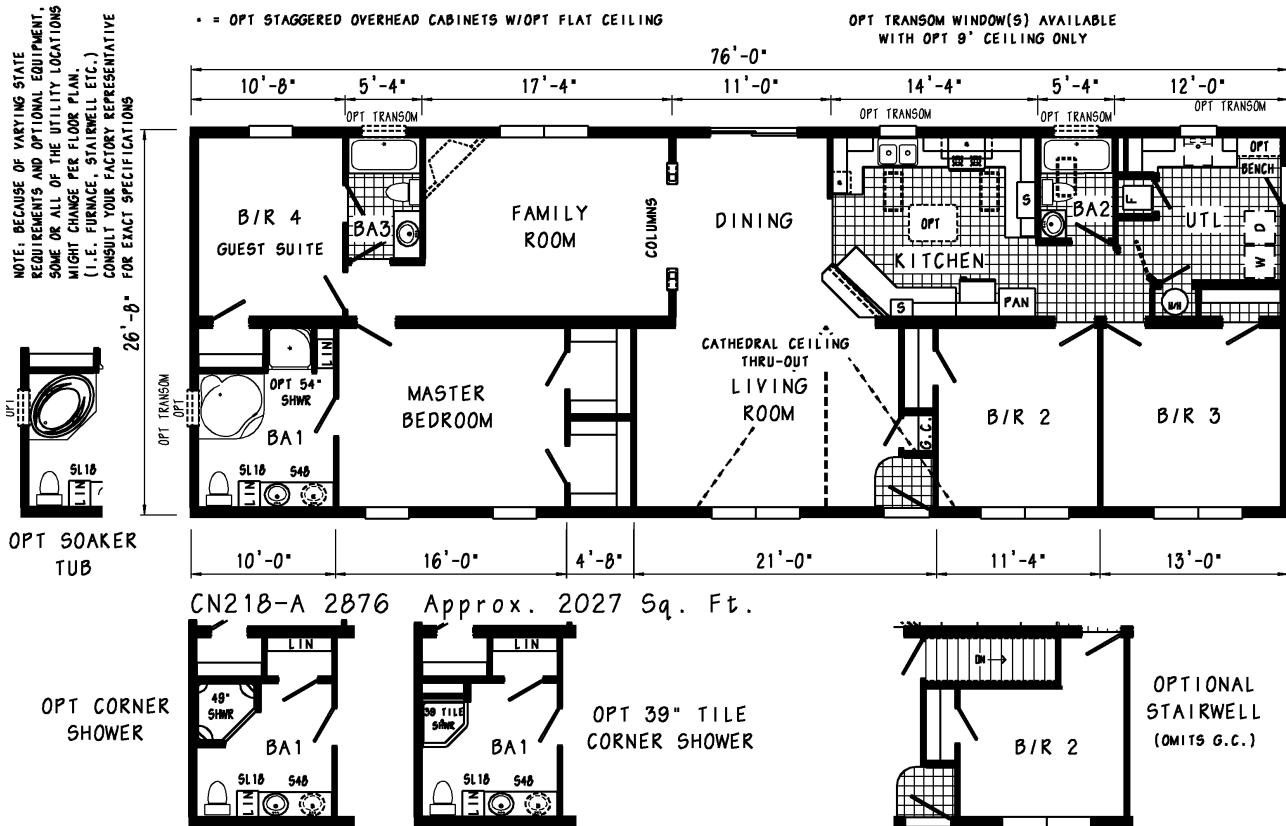 * = OPT STAGGERED OVERHEAD CABINETS W/OPT FLAT CEILING
OPT TRANSOM WINDOW(S) AVAILABLE
WITH OPT 9' CEILING ONLY
NOTE: BECAUSE OF VARYING STATE
REQUIREMENTS AND OPTIONAL EQUIPMENT,
SOME OR ALL OF THE UTILITY LOCATIONS
MIGHT CHANGE PER FLOOR PLAN.
(I.E. FURNACE, STAIRWELL ETC.)
CONSULT YOUR FACTORY REPRESENTATIVE
FOR EXACT SPECIFICATIONS
76'-0"
10'-8" 5'-4" 17'-4" 11'-0" 14'-4" 5'-4" 12'-0"
OPT TRANSOM
OPT TRANSOM
OPT TRANSOM
OPT TRANSOM
26'-8"
B/R 4
GUEST SUITE
BA3
FAMILY
ROOM
COLUMNS
DINING
OPT
KITCHEN
S
S
PAN
BA2
F
UTL
OPT
BENCH
D
W
W/H
LIN
OPT 54"
SHWR
OPT TRANSOM
OPT
BA1
SL18 S48
LIN
MASTER
BEDROOM
CATHEDRAL CEILING
THRU-OUT
LIVING
ROOM
G.C.
B/R 2
B/R 3
OPT
SL18
LIN
OPT SOAKER
TUB
10'-0" 16'-0" 4'-8" 21'-0" 11'-4" 13'-0"
CN218-A 2876 Approx. 2027 Sq. Ft.
OPT CORNER
SHOWER
LIN
49"
SHWR
BA1
SL18 S48
LIN
LIN
39 TILE
SHWR
BA1
SL18 S48
LIN
OPT 39" TILE
CORNER SHOWER
DN
B/R 2
OPTIONAL
STAIRWELL
(OMITS G.C.)